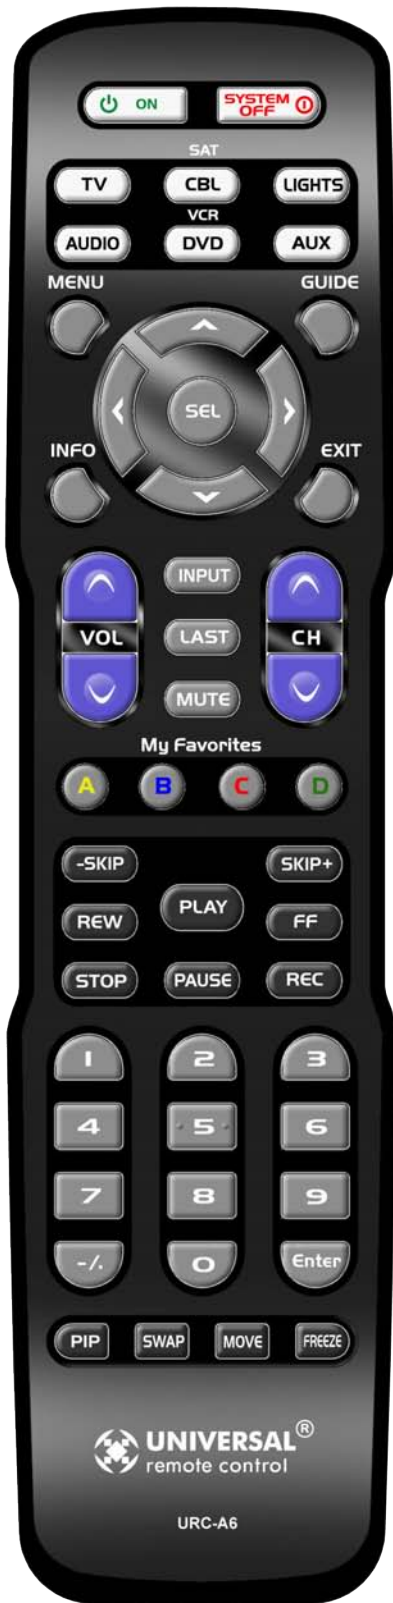 ON SYSTEM OFF
SAT
TV CBL LIGHTS
VCR
AUDIO DVD AUX
MENU GUIDE
SEL
INFO EXIT
INPUT
VOL LAST CH
MUTE
My Favorites
A B C D
-SKIP SKIP+
PLAY
REW FF
STOP PAUSE REC
1 2 3
4 5 6
7 8 9
-/. 0 Enter
PIP SWAP MOVE FREEZE
UNIVERSAL®
remote control
URC-A6